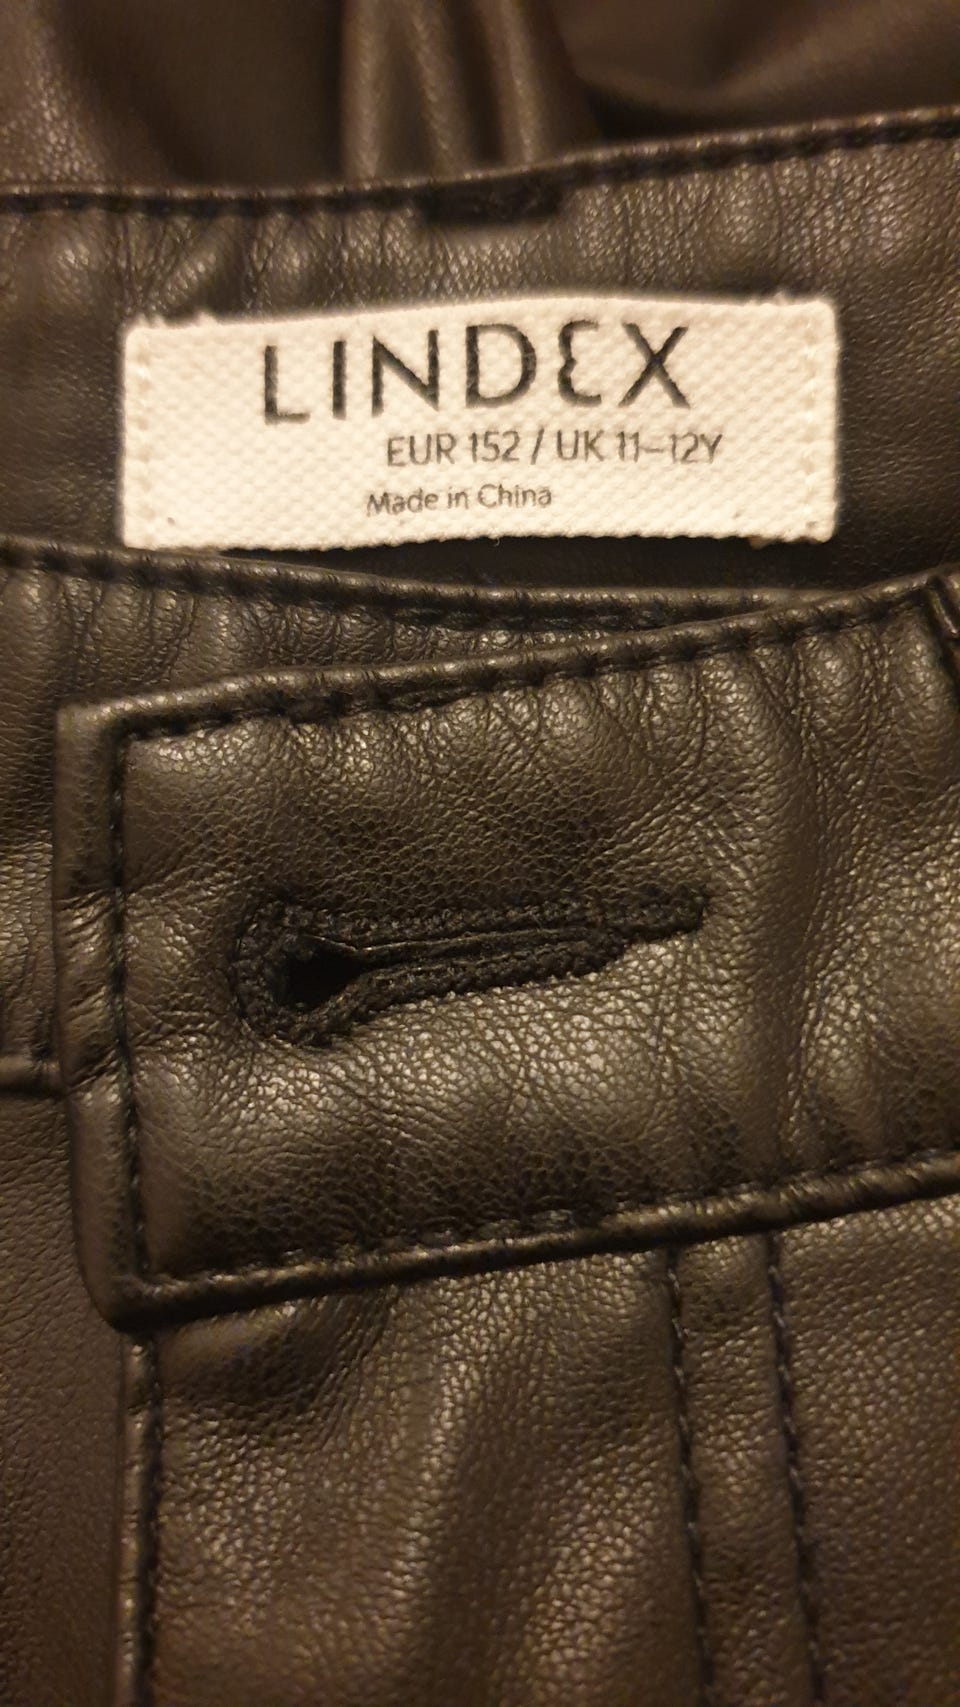 LINDEX
EUR 152 / UK 11–12Y
Made in China